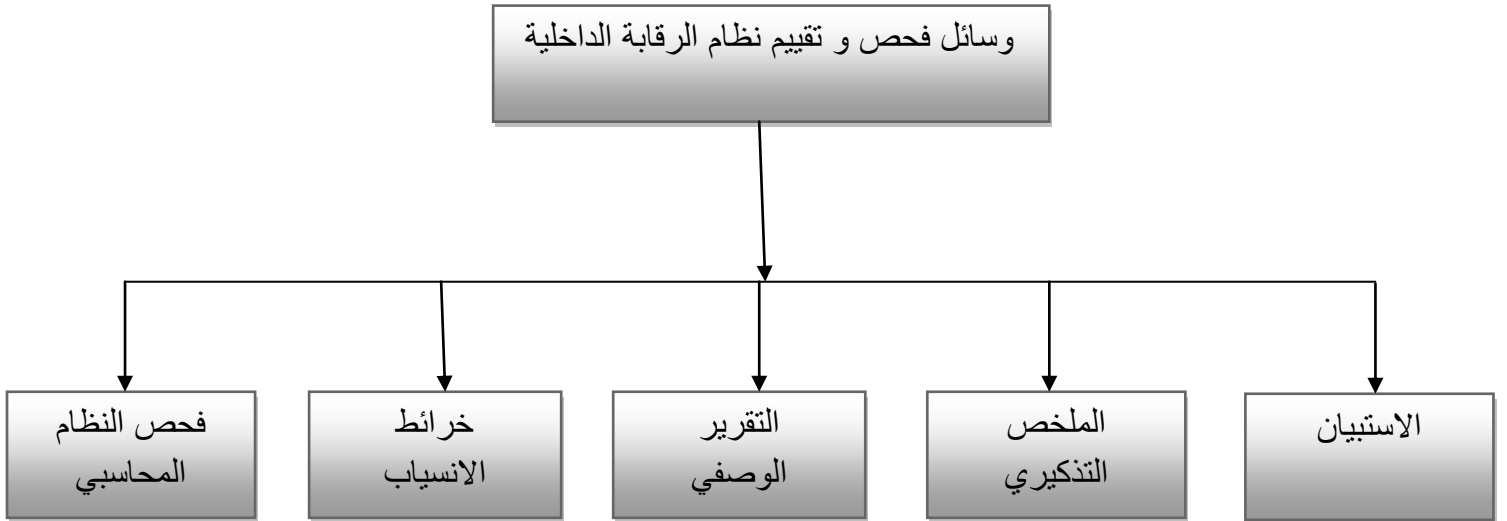 وسائل فحص و تقييم نظام الرقابة الداخلية
الاستبيان
الملخص
التذكيري
التقرير
الوصفي
خرائط
الانسياب
فحص النظام
المحاسبي